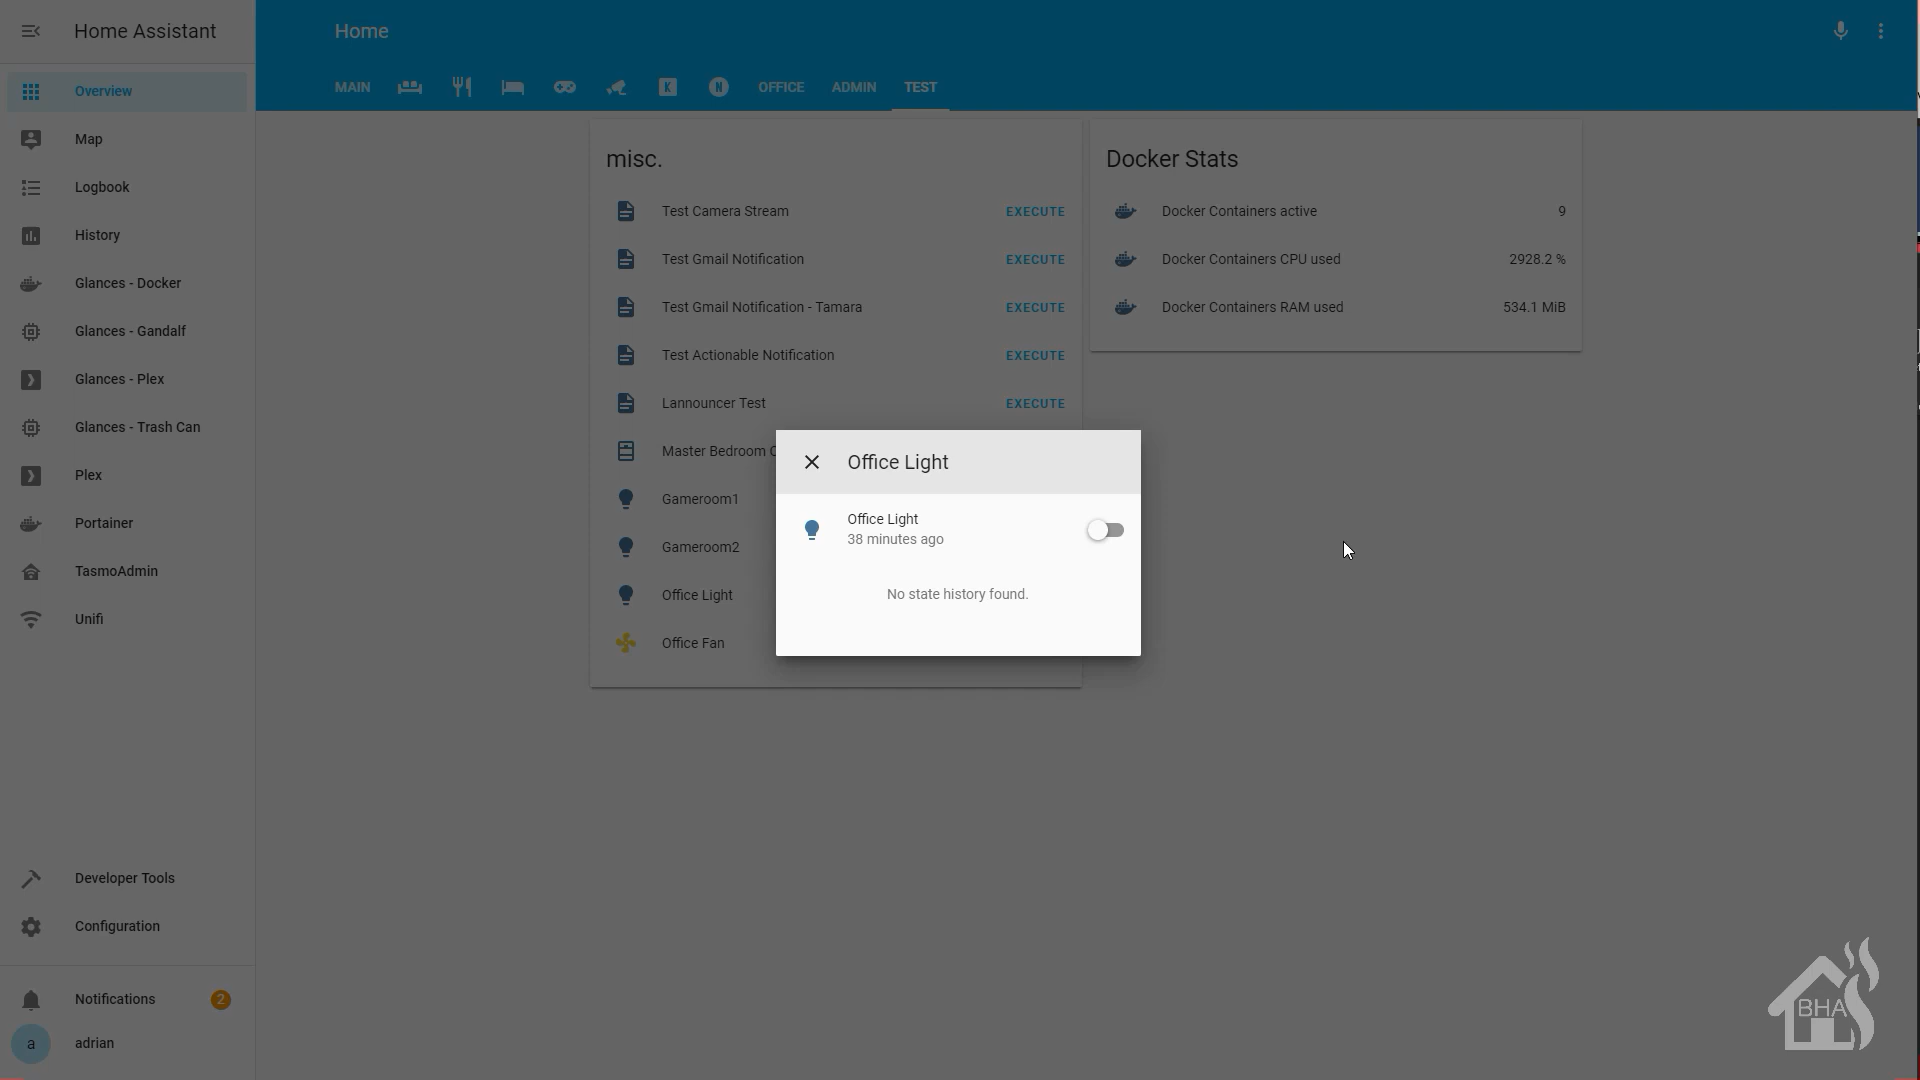 Home Assistant
Home
MAIN
K
N
OFFICE
ADMIN
TEST
Overview
Map
Logbook
History
Glances - Docker
Glances - Gandalf
Glances - Plex
Glances - Trash Can
Plex
Portainer
TasmoAdmin
Unifi
Developer Tools
Configuration
Notifications
2
a
adrian
misc.
Test Camera Stream
EXECUTE
Test Gmail Notification
EXECUTE
Test Gmail Notification - Tamara
EXECUTE
Test Actionable Notification
EXECUTE
Lannouncer Test
EXECUTE
Master Bedroom
Gameroom1
Gameroom2
Office Light
Office Fan
Docker Stats
Docker Containers active
9
Docker Containers CPU used
2928.2 %
Docker Containers RAM used
534.1 MiB
Office Light
Office Light
38 minutes ago
No state history found.
BHA